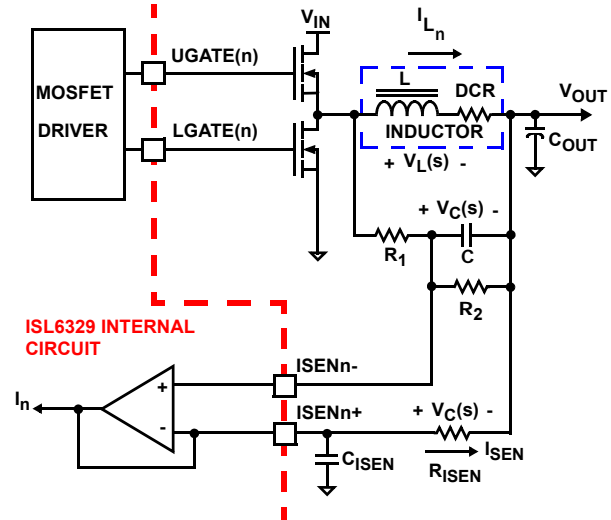 VIN
ILn
UGATE(n)
L
DCR
MOSFET
DRIVER
VOUT
LGATE(n)
INDUCTOR
COUT
+ VL(s) -
+ VC(s) -
R1
C
R2
ISL6329 INTERNAL
CIRCUIT
ISENn-
In
+
-
ISENn+
+ VC(s) -
ISEN
CISEN
RISEN